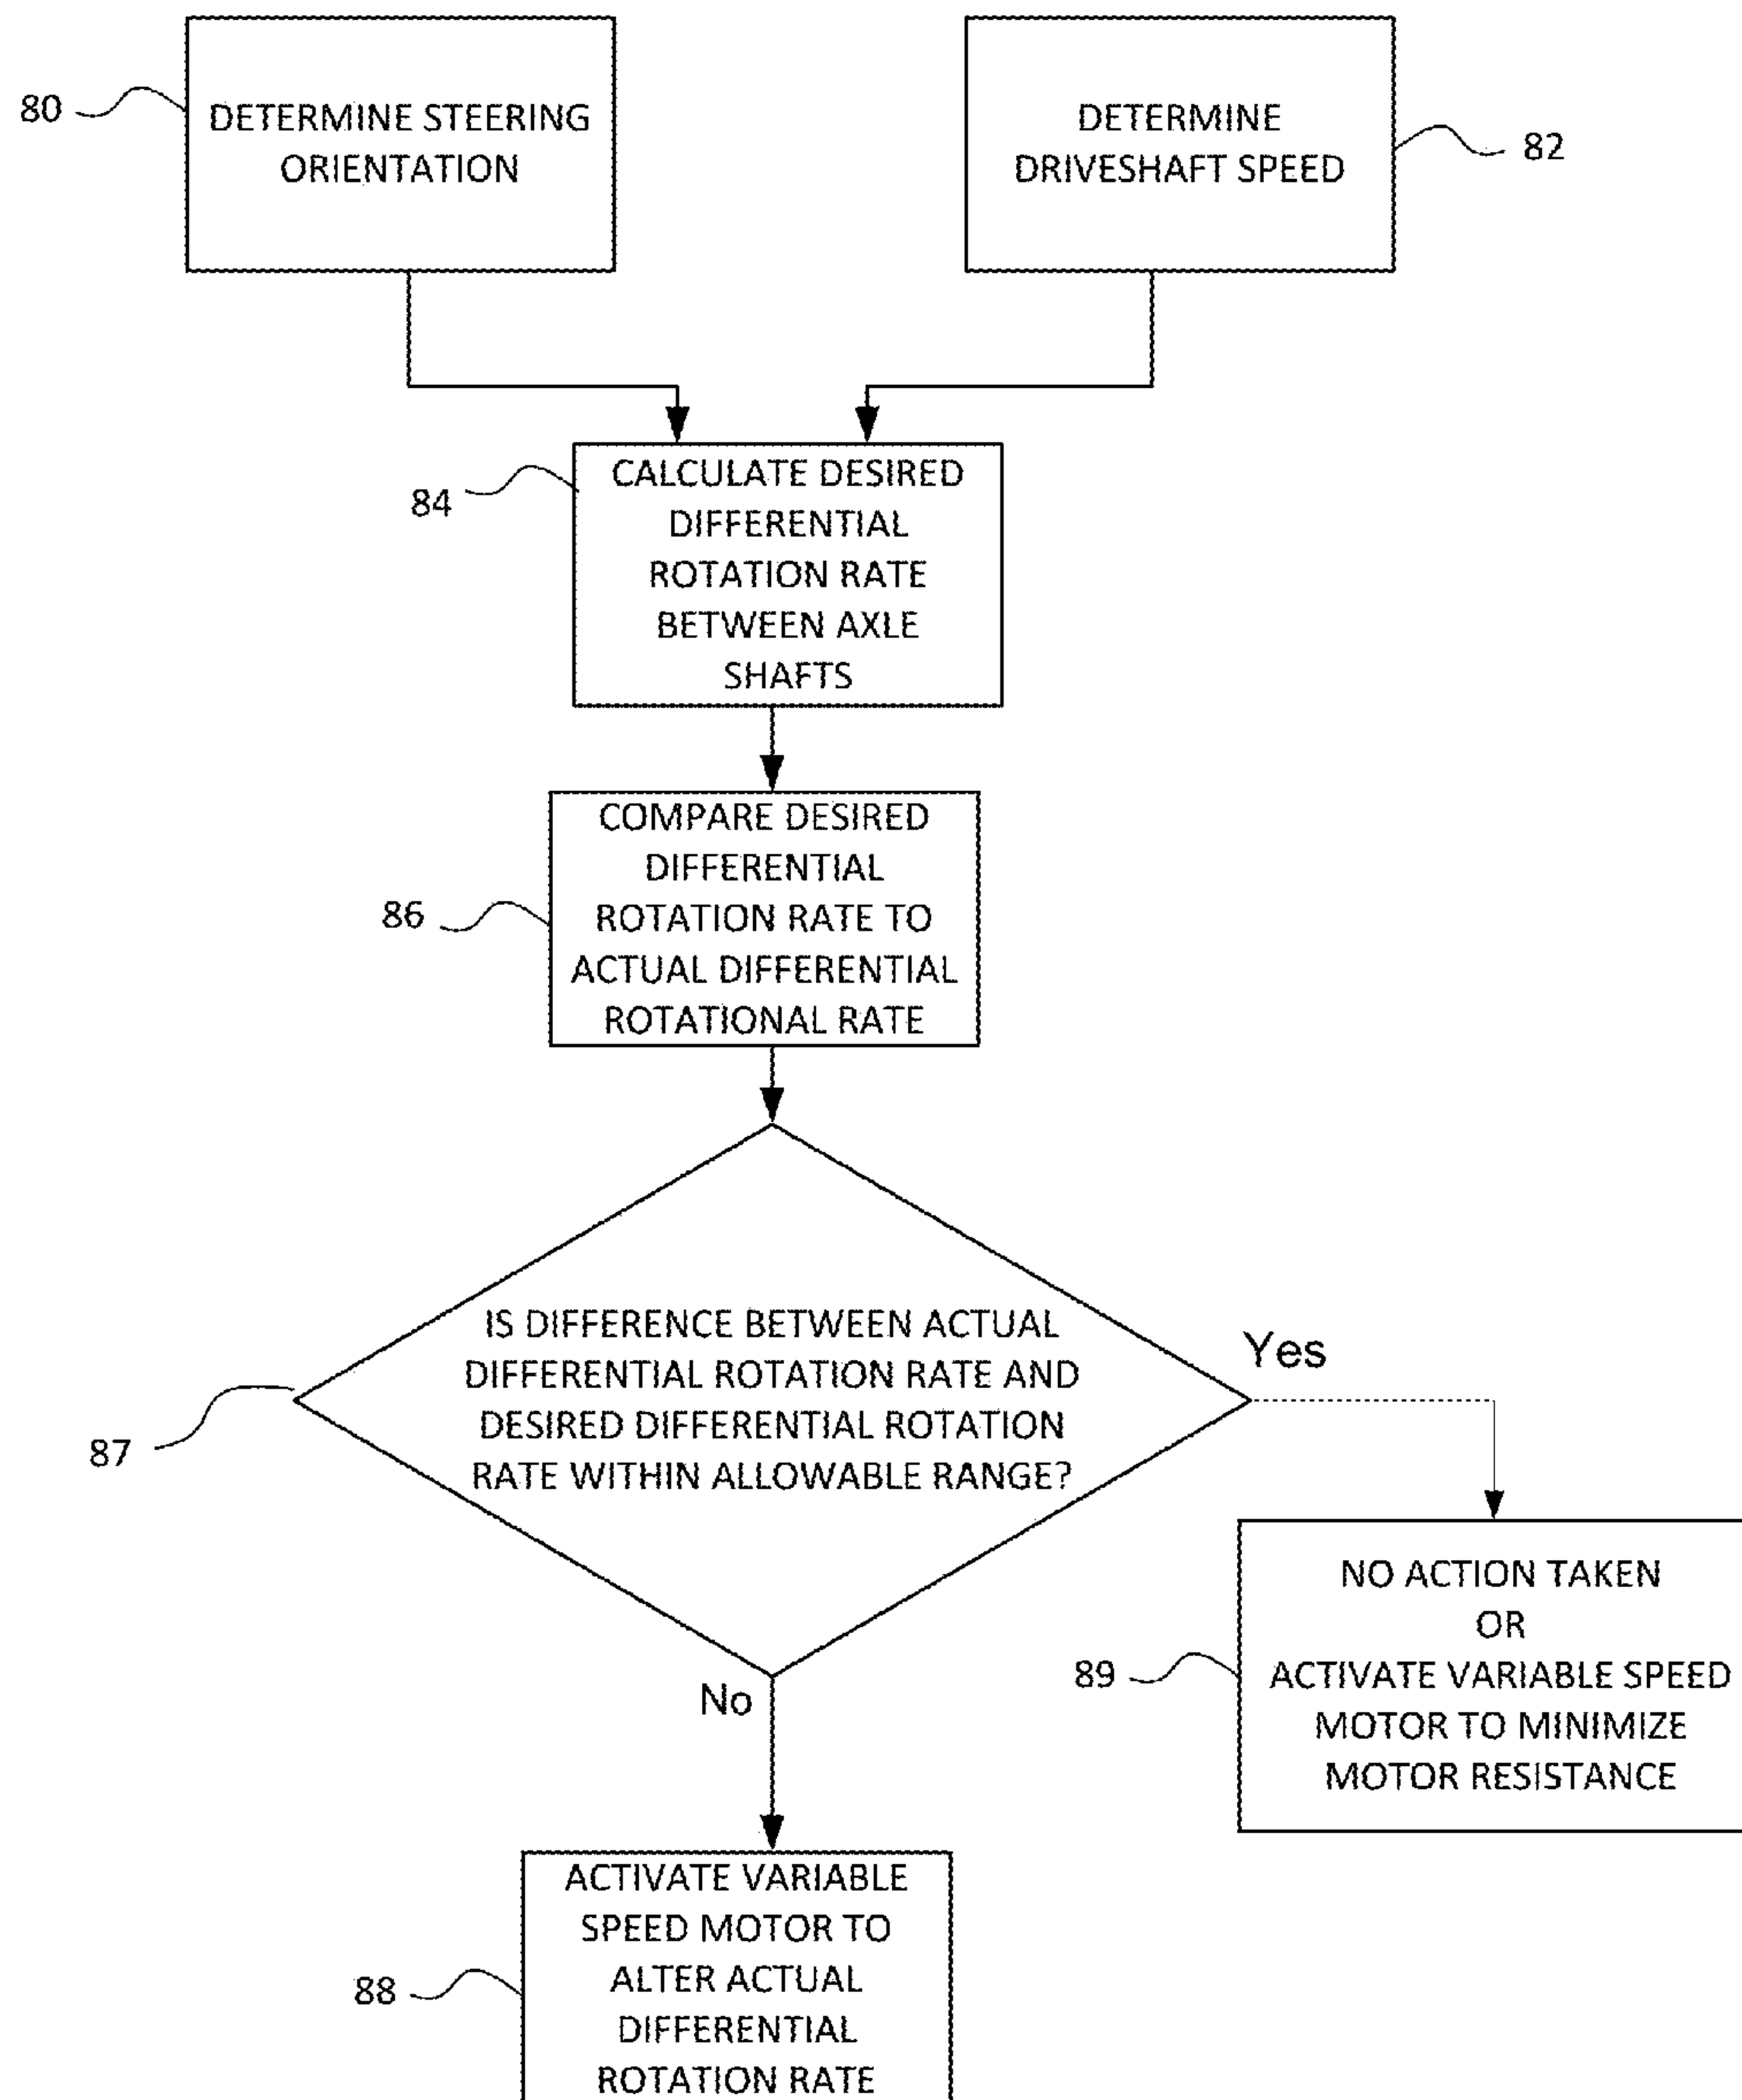 80
DETERMINE STEERING
ORIENTATION
DETERMINE
DRIVESHAFT SPEED
82
84
CALCULATE DESIRED
DIFFERENTIAL
ROTATION RATE
BETWEEN AXLE
SHAFTS
86
COMPARE DESIRED
DIFFERENTIAL
ROTATION RATE TO
ACTUAL DIFFERENTIAL
ROTATIONAL RATE
87
IS DIFFERENCE BETWEEN ACTUAL
DIFFERENTIAL ROTATION RATE AND
DESIRED DIFFERENTIAL ROTATION
RATE WITHIN ALLOWABLE RANGE?
Yes
No
89
NO ACTION TAKEN
OR
ACTIVATE VARIABLE SPEED
MOTOR TO MINIMIZE
MOTOR RESISTANCE
88
ACTIVATE VARIABLE
SPEED MOTOR TO
ALTER ACTUAL
DIFFERENTIAL
ROTATION RATE